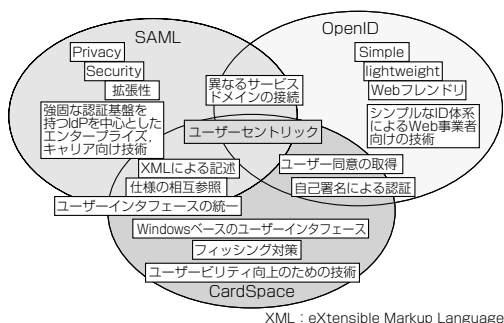 SAML
OpenID
Privacy
Security
拡張性
強固な認証基盤を
持つIdPを中心とした
エンタープライズ,
キャリア向け技術
異なるサービス
ドメインの接続
Simple
lightweight
Webフレンドリ
シンプルなID体系
によるWeb事業者
向けの技術
ユーザーセントリック
XMLによる記述
仕様の相互参照
ユーザーインタフェースの統一
ユーザー同意の取得
自己署名による認証
Windowsベースのユーザーインタフェース
フィッシング対策
ユーザービリティ向上のための技術
CardSpace
XML：eXtensible Markup Language